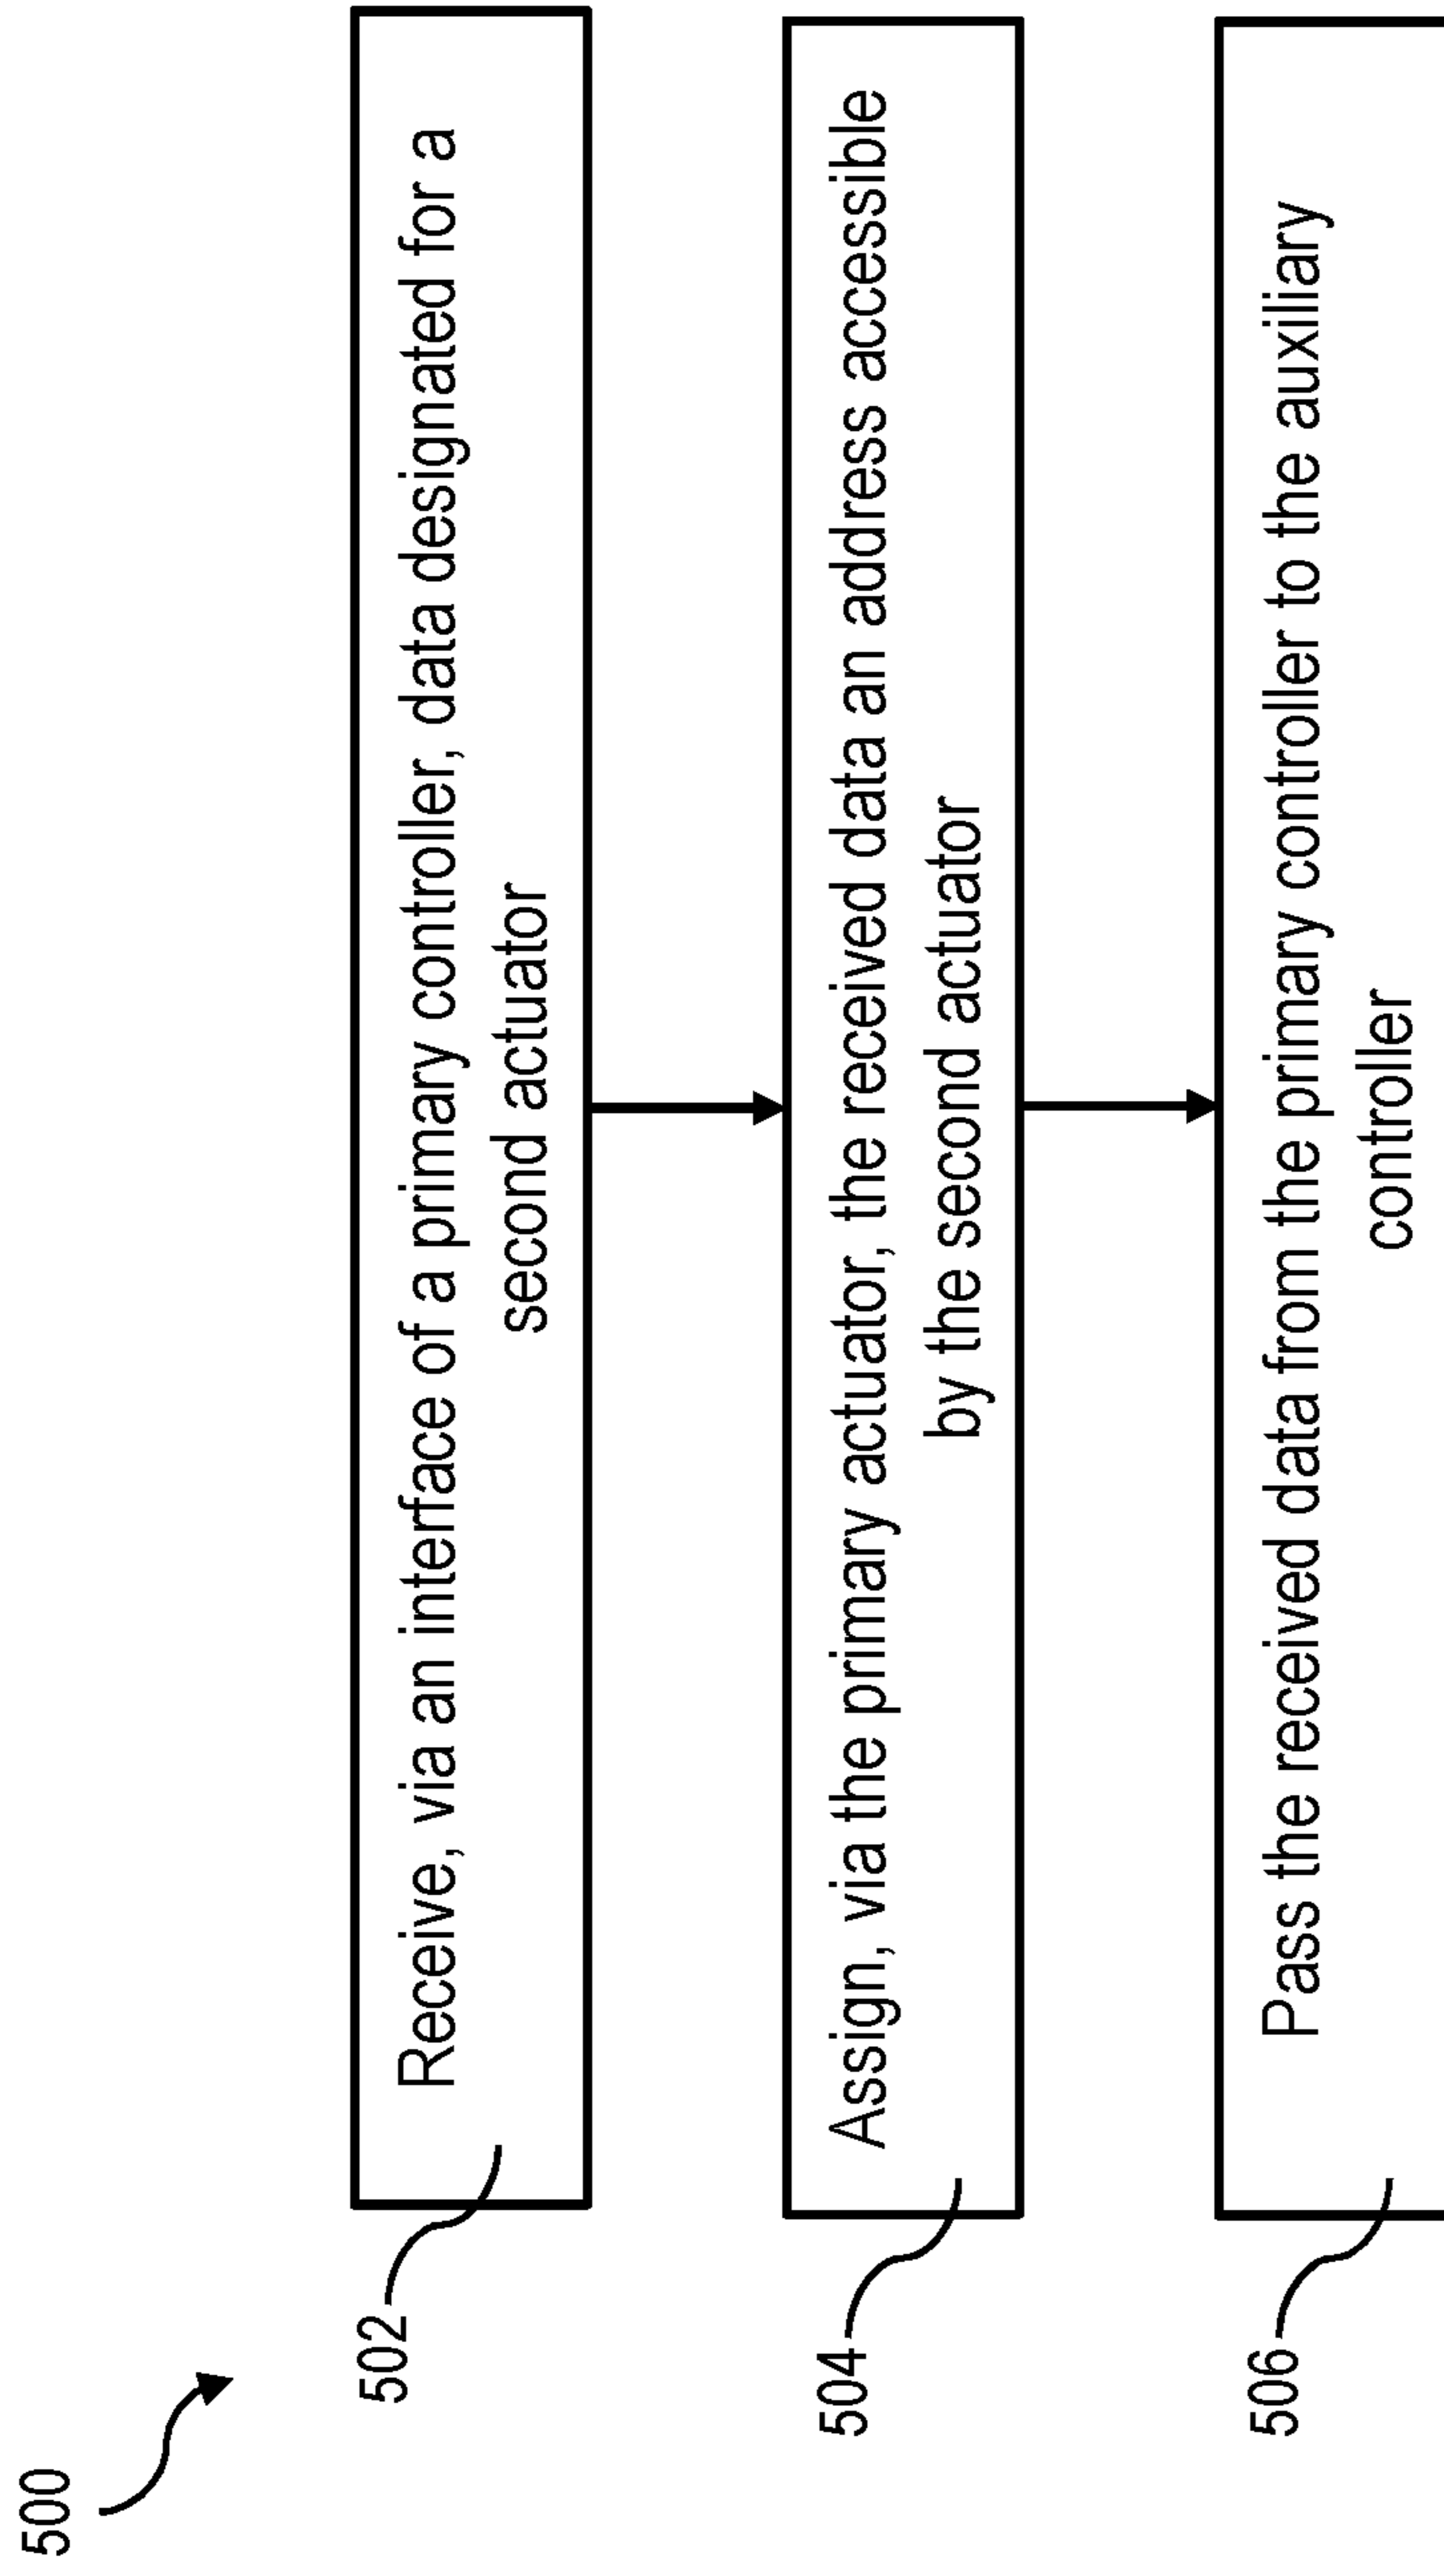 500
502
Receive, via an interface of a primary controller, data designated for a
second actuator
504
Assign, via the primary actuator, the received data an address accessible
by the second actuator
506
Pass the received data from the primary controller to the auxiliary
controller